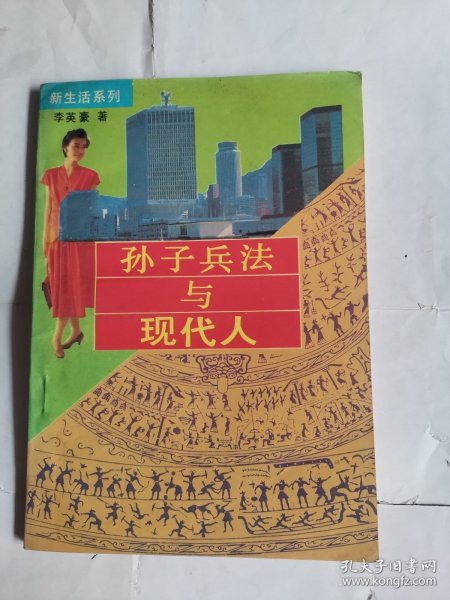 新生活系列
李英豪 著
孙子兵法
与
现代人
孔夫子旧书网
www.kongfz.com